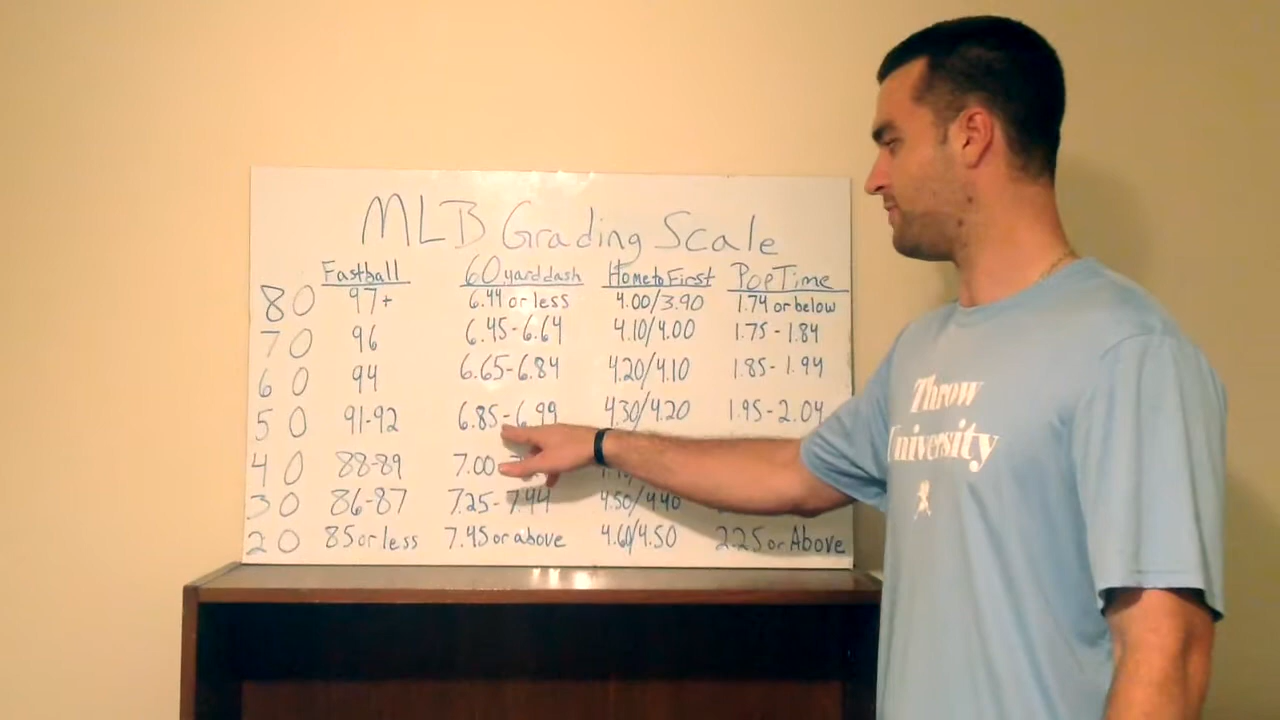 MLB Grading Scale
Fastball 60 yard dash Home to First Pop Time
80 97+ 6.44 or less 4.00/3.90 1.74 or below
70 96 6.45-6.64 4.10/4.00 1.75-1.84
60 94 6.65-6.84 4.20/4.10 1.85-1.94
50 91-92 6.85-6.99 4.30/4.20 1.95-2.04
40 88-89 7.00
30 86-87 7.25-7.44 4.50/4.40
20 85 or less 7.45 or above 4.60/4.50 2.25 or Above
Throw
University